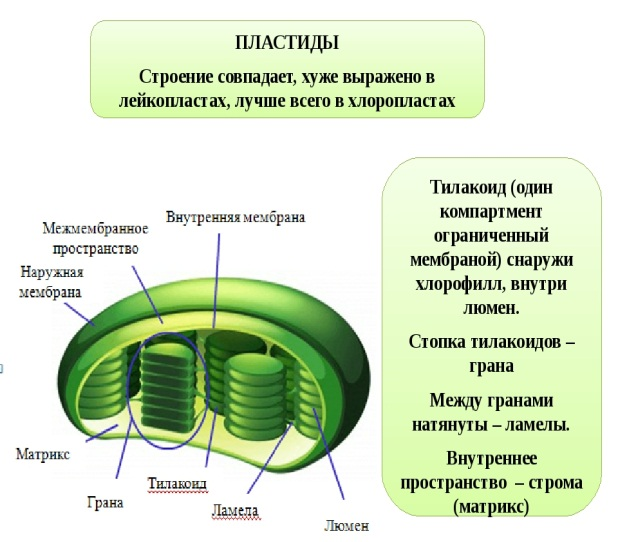 ПЛАСТИДЫ
Строение совпадает, хуже выражено в
лейкопластах, лучше всего в хлоропластах
Тилакоид (один
компартмент
ограниченный
мембраной) снаружи
хлорофилл, внутри
люмен.
Стопка тилакоидов –
грана
Между гранами
натянуты – ламелы.
Внутреннее
пространство – строма
(матрикс)
Внутренняя мембрана
Межмембранное
пространство
Наружная
мембрана
Матрикс
Грана
Тилакоид
Ламела
Люмен